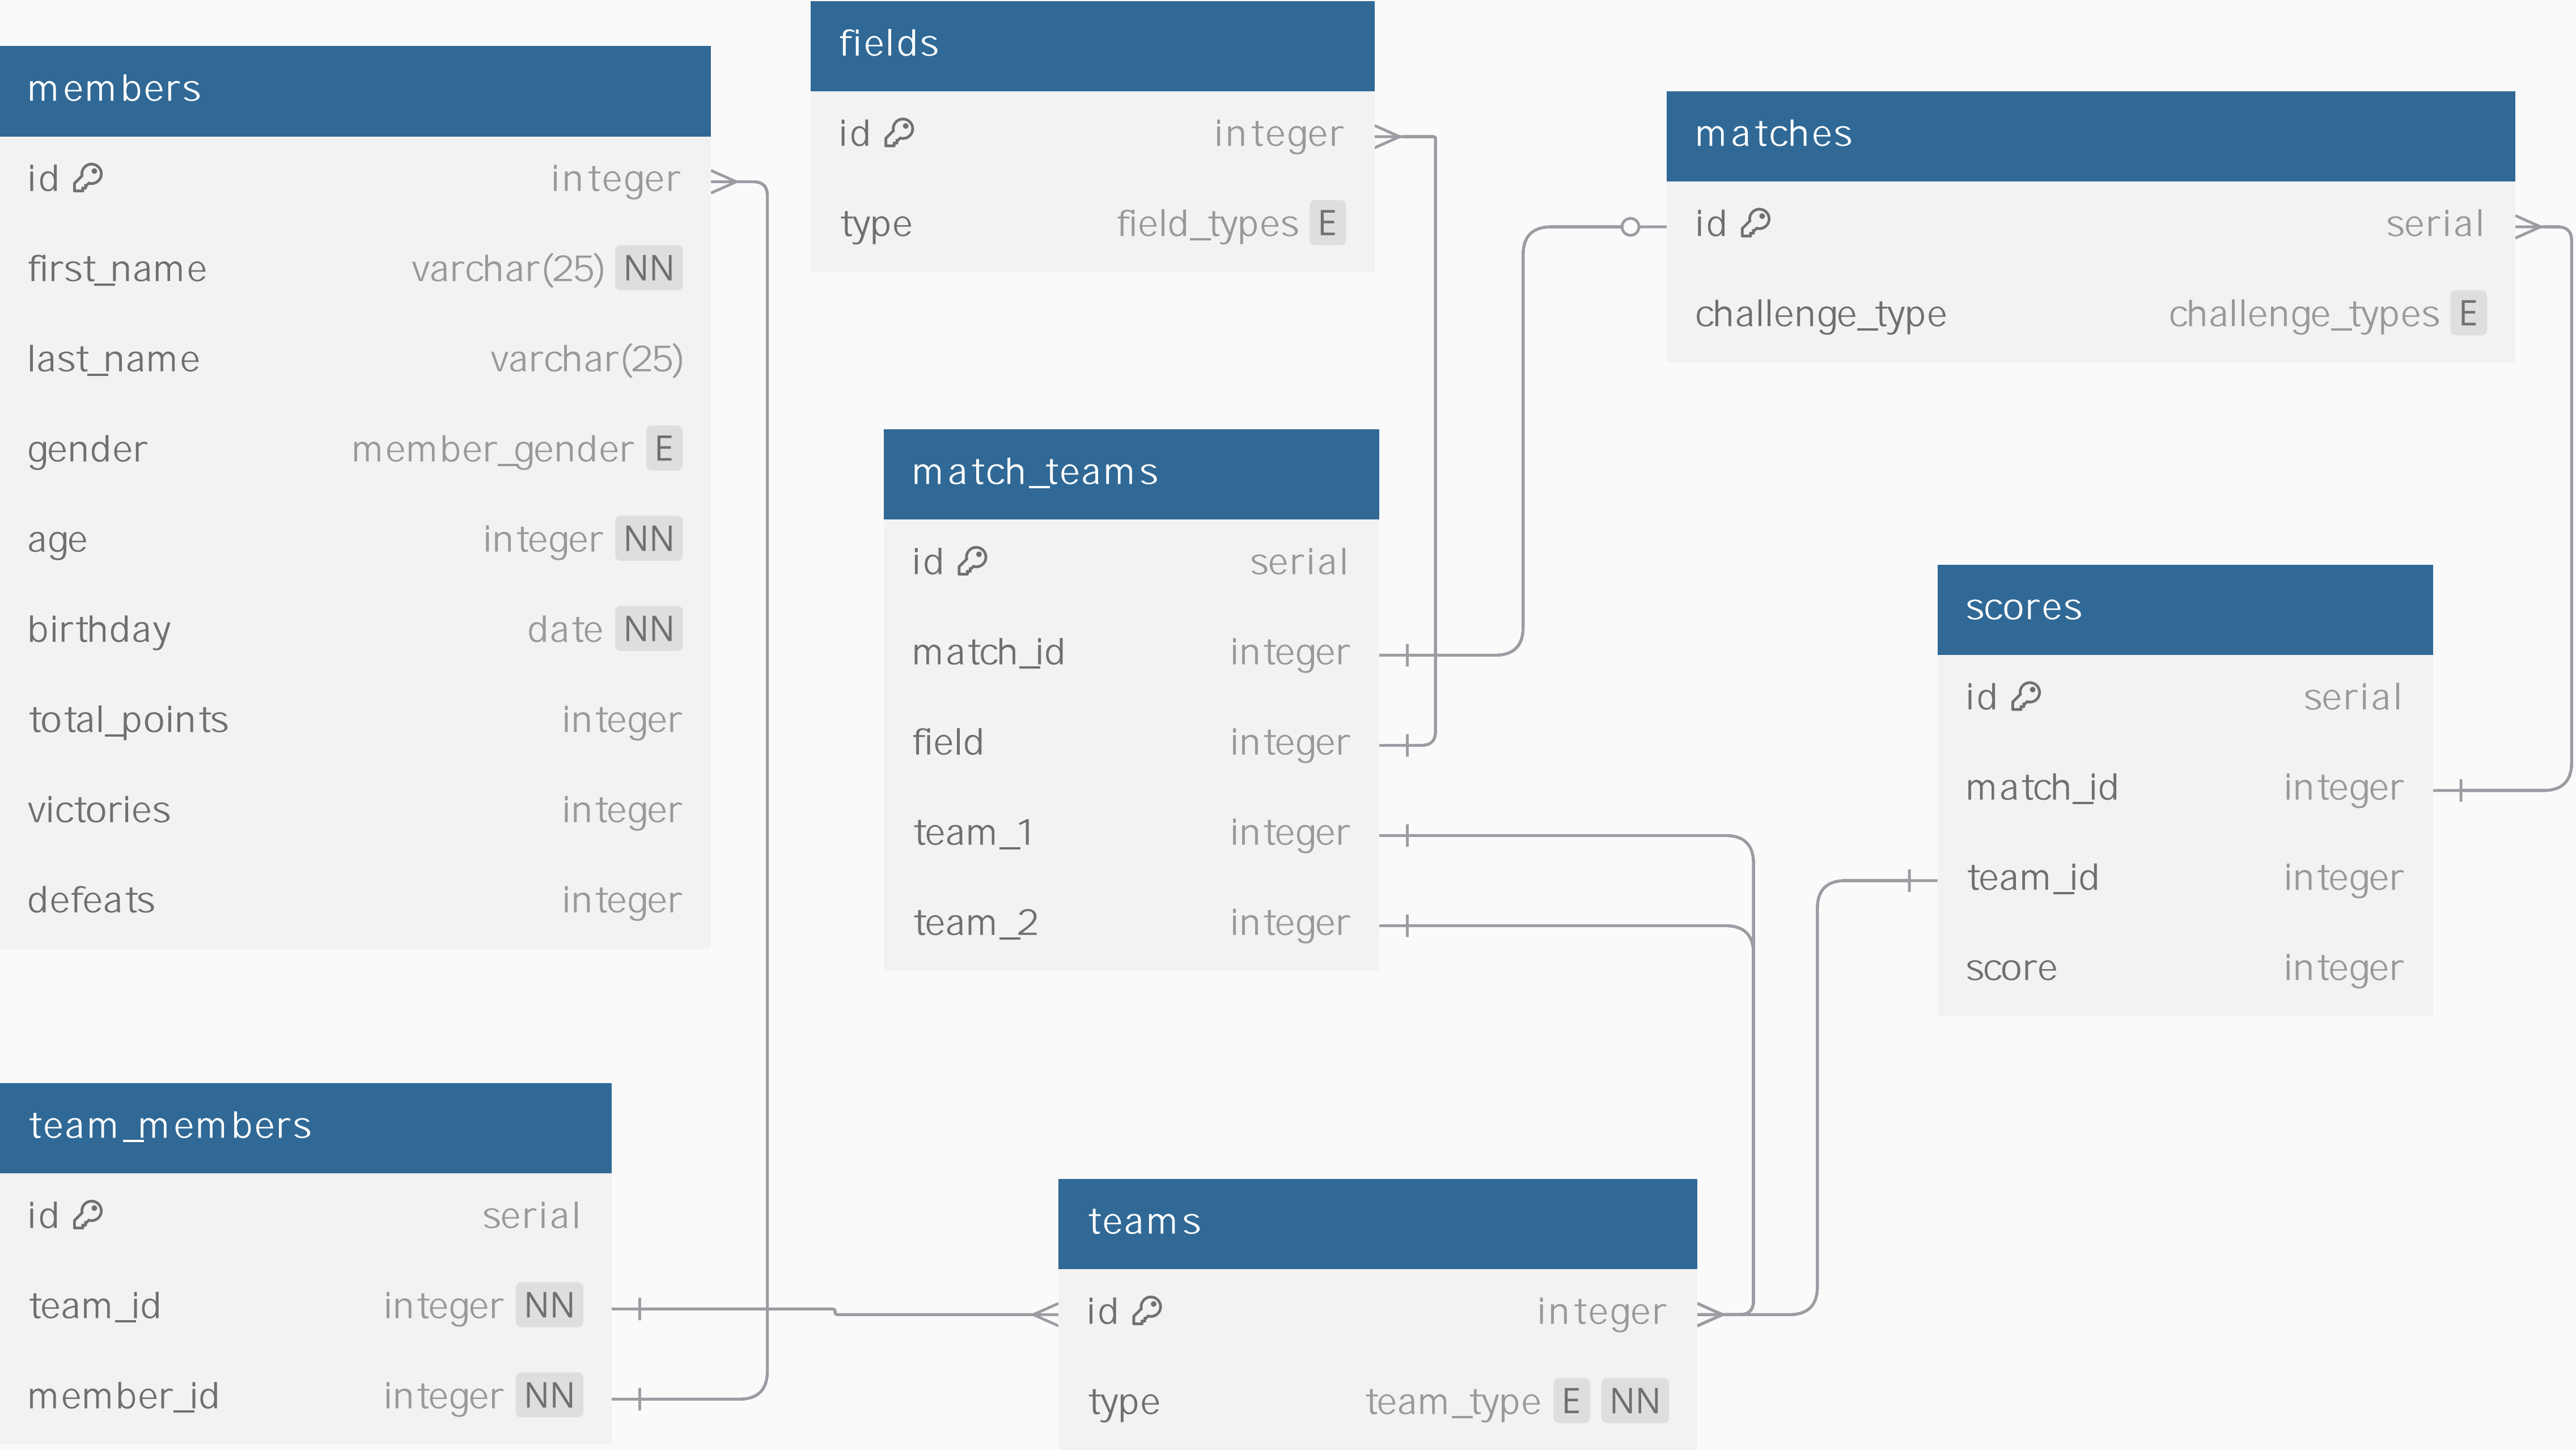 members
id integer
first_name varchar(25) NN
last_name varchar(25)
gender member_gender E
age integer NN
birthday date NN
total_points integer
victories integer
defeats integer
fields
id integer
type field_types E
matches
id serial
challenge_type challenge_types E
match_teams
id serial
match_id integer
field integer
team_1 integer
team_2 integer
scores
id serial
match_id integer
team_id integer
score integer
team_members
id serial
team_id integer NN
member_id integer NN
teams
id integer
type team_type E NN